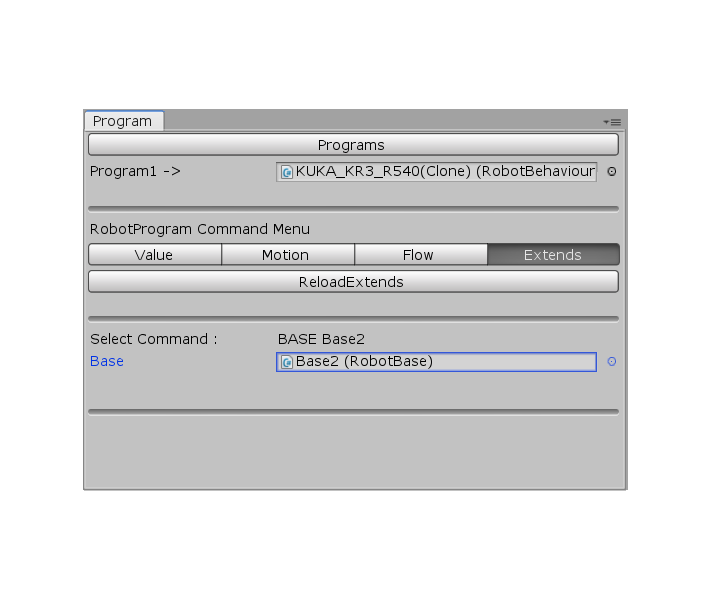 Program
Programs
Program1 -> KUKA_KR3_R540(Clone) (RobotBehaviour
RobotProgram Command Menu
Value Motion Flow Extends
ReloadExtends
Select Command : BASE Base2
Base Base2 (RobotBase)